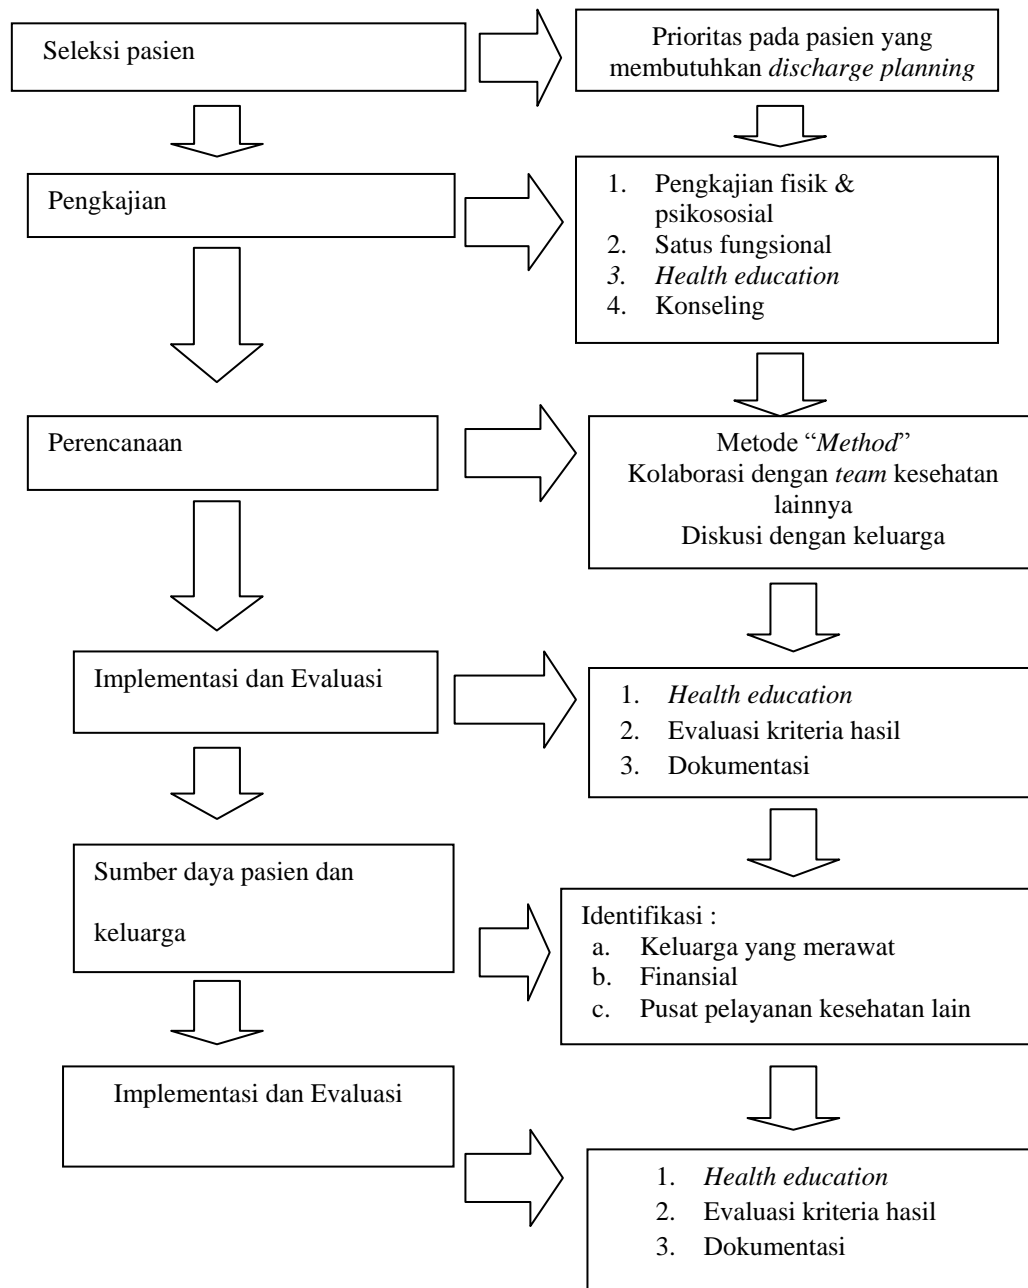 Seleksi pasien
Prioritas pada pasien yang
membutuhkan discharge planning
Pengkajian
1. Pengkajian fisik &
psikososial
2. Satus fungsional
3. Health education
4. Konseling
Perencanaan
Metode “Method”
Kolaborasi dengan team kesehatan
lainnya
Diskusi dengan keluarga
Implementasi dan Evaluasi
1. Health education
2. Evaluasi kriteria hasil
3. Dokumentasi
Sumber daya pasien dan
keluarga
Identifikasi :
a. Keluarga yang merawat
b. Finansial
c. Pusat pelayanan kesehatan lain
Implementasi dan Evaluasi
1. Health education
2. Evaluasi kriteria hasil
3. Dokumentasi